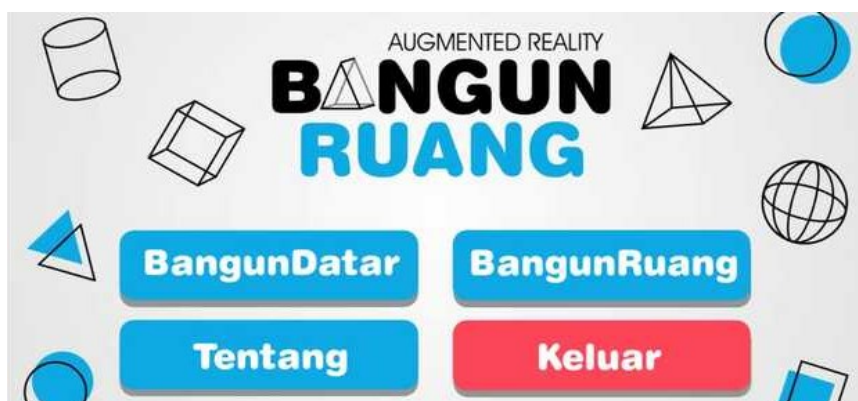 AUGMENTED REALITY
BANGUN
RUANG
BangunDatar
BangunRuang
Tentang
Keluar